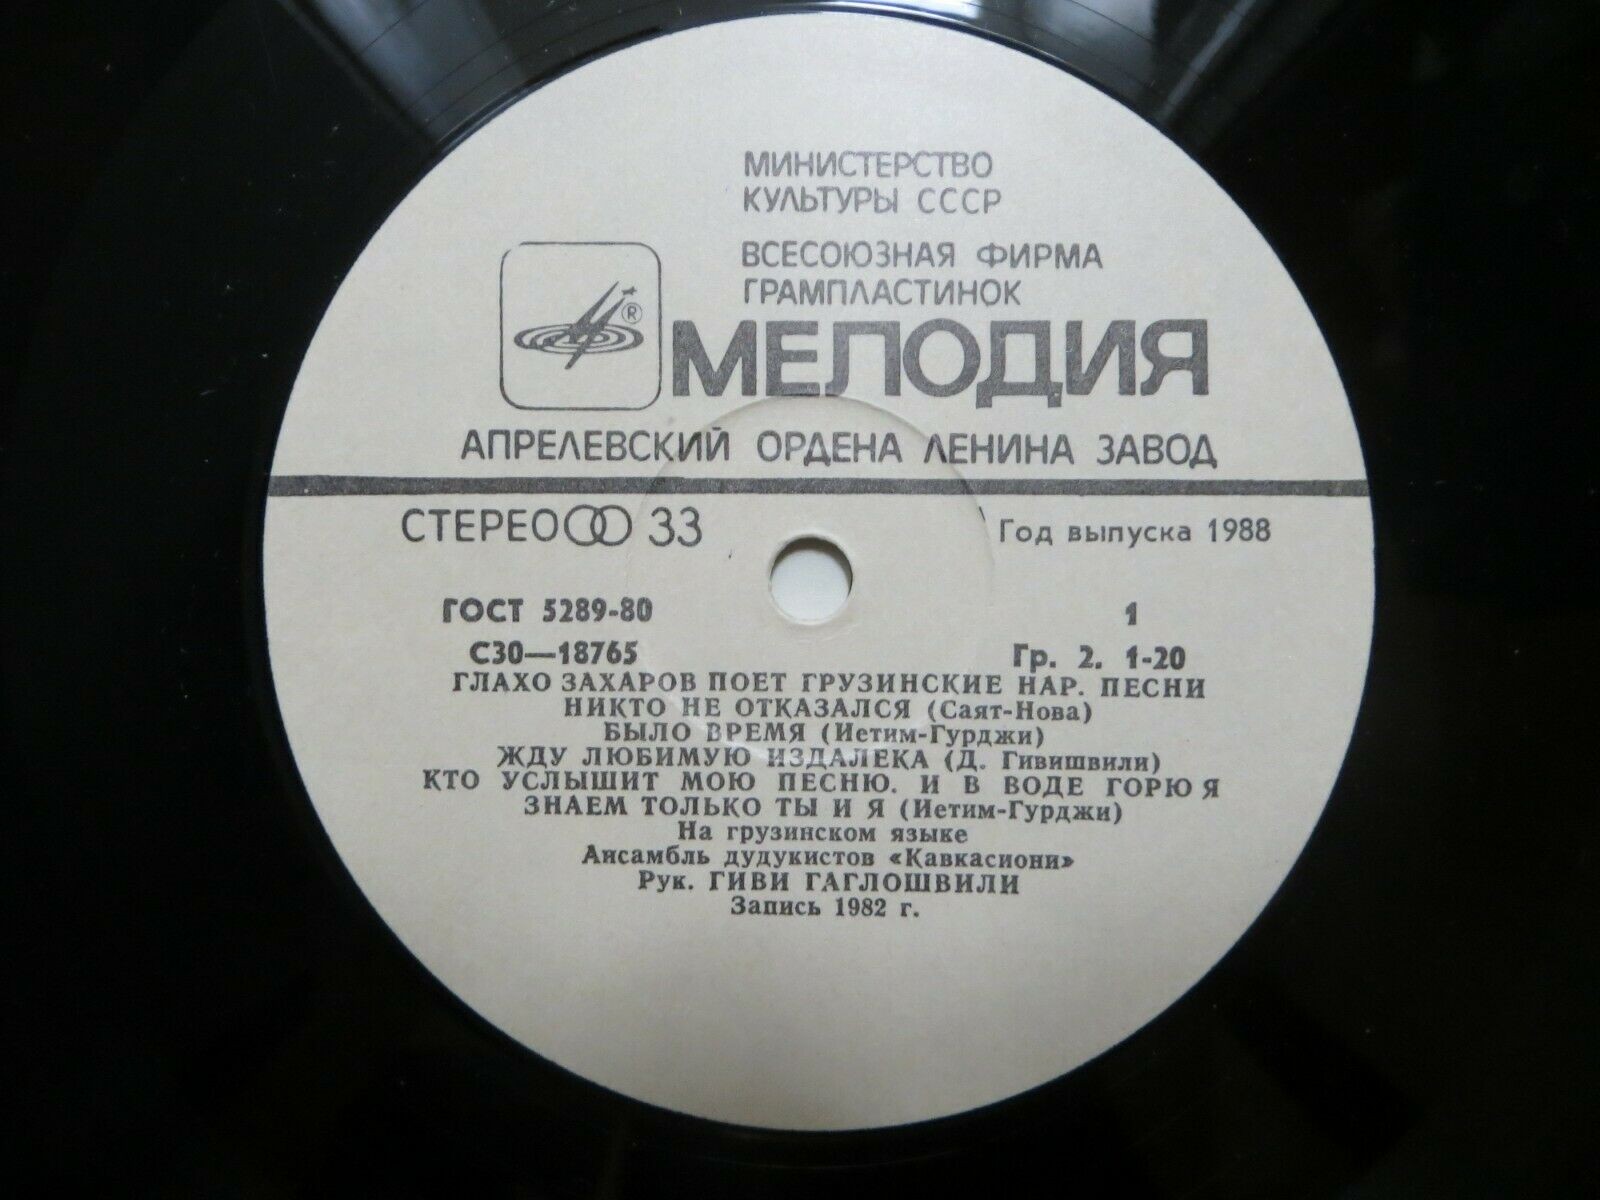 МИНИСТЕРСТВО
КУЛЬТУРЫ СССР
ВСЕСОЮЗНАЯ ФИРМА
ГРАМПЛАСТИНОК
®
МЕЛОДИЯ
АПРЕЛЕВСКИЙ ОРДЕНА ЛЕНИНА ЗАВОД
СТЕРЕО 33 Год выпуска 1988
ГОСТ 5289-80 1
С30—18765 Гр. 2. 1-20
ГЛАХО ЗАХАРОВ ПОЕТ ГРУЗИНСКИЕ НАР. ПЕСНИ
НИКТО НЕ ОТКАЗАЛСЯ (Саят-Нова)
БЫЛО ВРЕМЯ (Иетим-Гурджи)
ЖДУ ЛЮБИМУЮ ИЗДАЛЕКА (Д. Гивишвили)
КТО УСЛЫШИТ МОЮ ПЕСНЮ. И В ВОДЕ ГОРЮ Я
ЗНАЕМ ТОЛЬКО ТЫ И Я (Иетим-Гурджи)
На грузинском языке
Ансамбль дудукистов «Кавкасиони»
Рук. ГИВИ ГАГЛОШВИЛИ
Запись 1982 г.